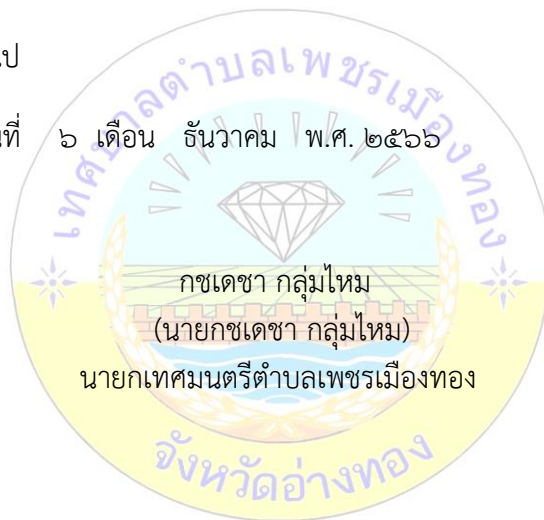 ไป
นที่ ๖ เดือน ธันวาคม พ.ศ. ๒๕๖๖
เทศบาลตำบลเพชรเมืองทอง
กชเดชา กลุ่มไหม
(นายกชเดชา กลุ่มไหม)
นายกเทศมนตรีตำบลเพชรเมืองทอง
จังหวัดอ่างทอง